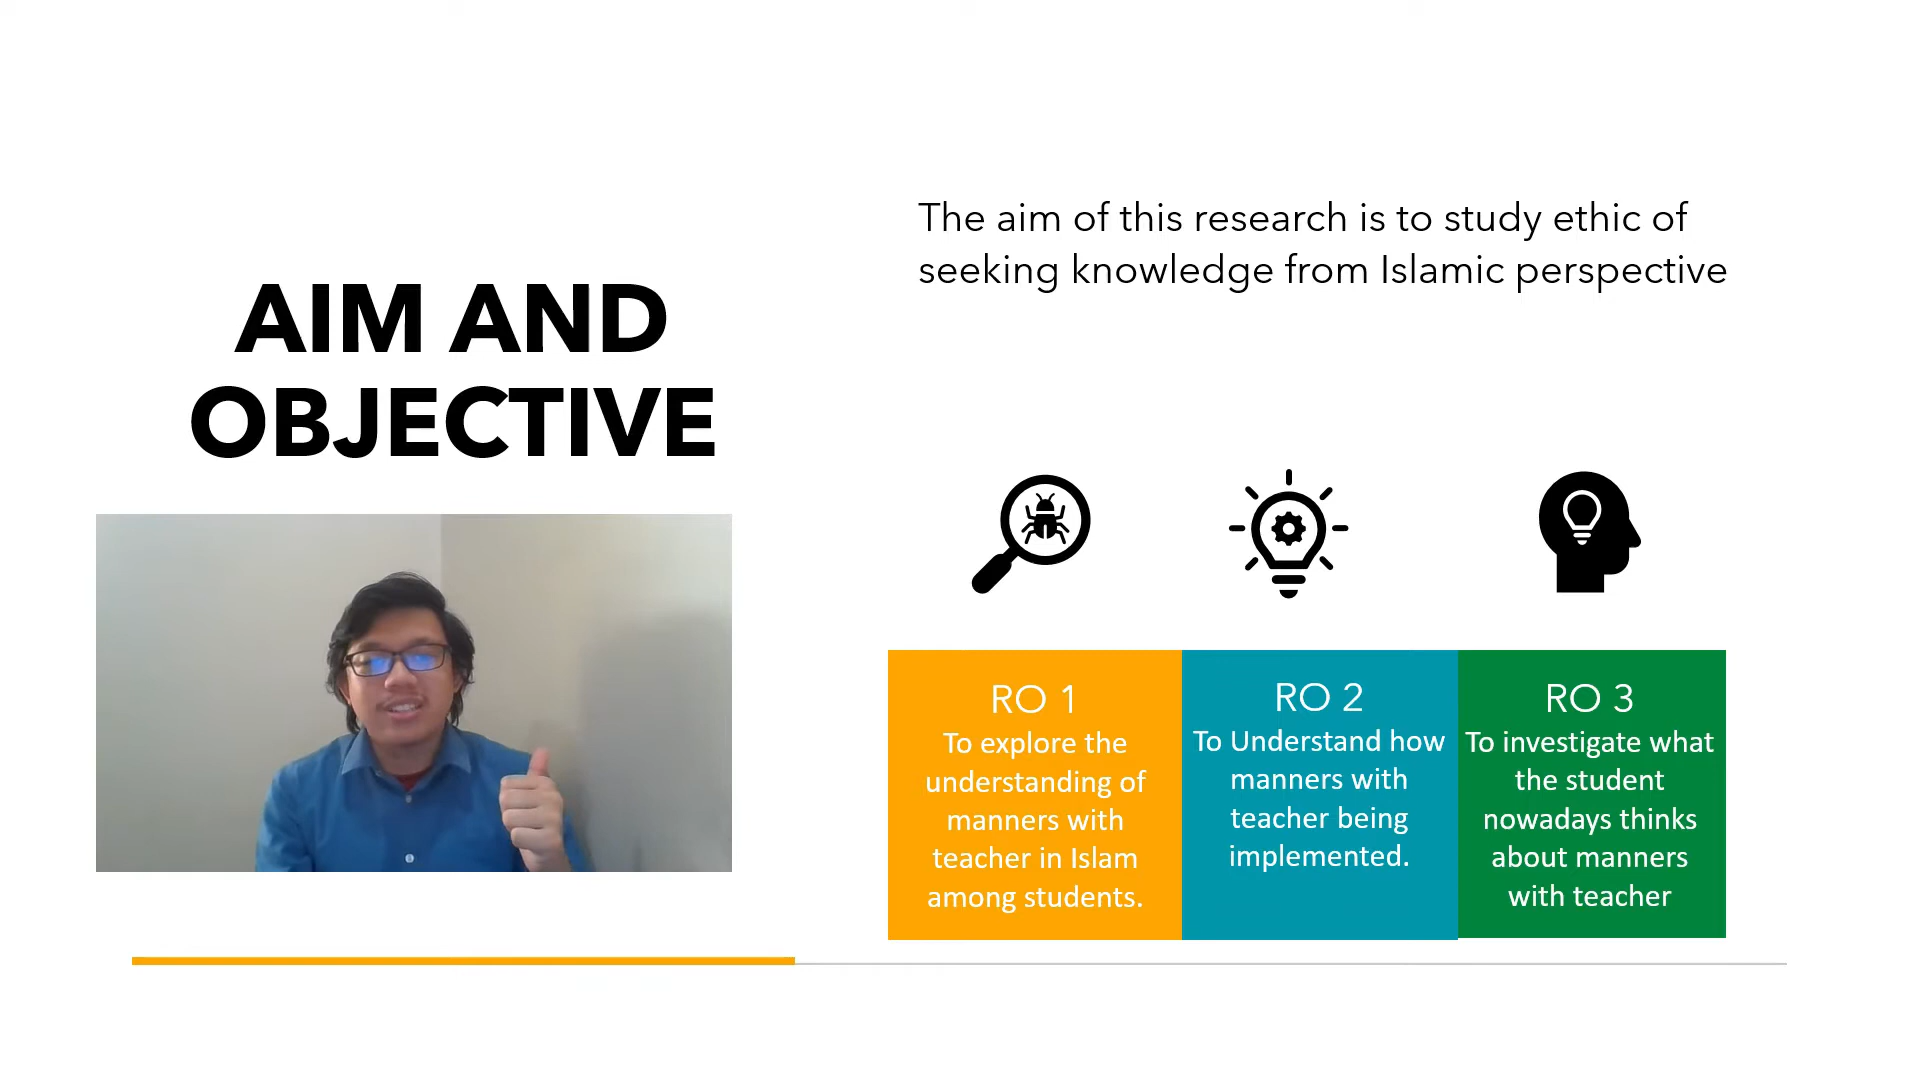 AIM AND
OBJECTIVE
The aim of this research is to study ethic of
seeking knowledge from Islamic perspective
RO 1
To explore the
understanding of
manners with
teacher in Islam
among students.
RO 2
To Understand how
manners with
teacher being
implemented.
RO 3
To investigate what
the student
nowadays thinks
about manners
with teacher